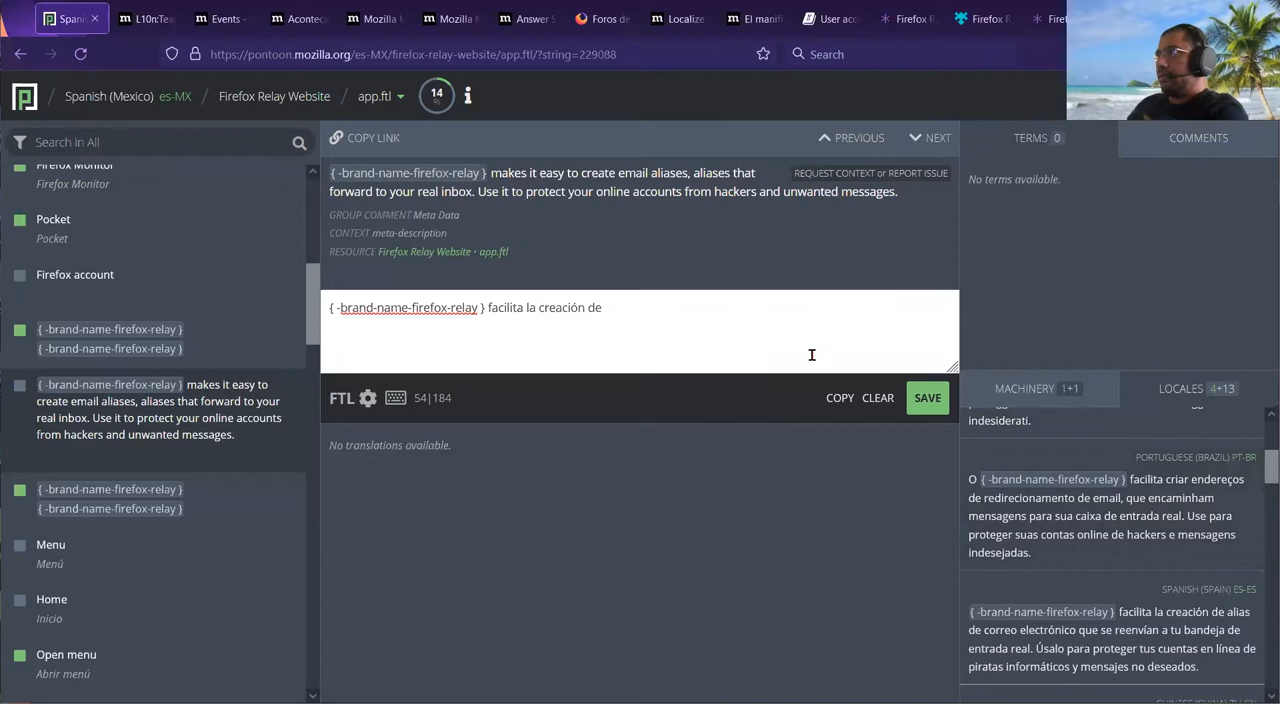 Spanis
L10n:Tea
Events -
Acontec
Mozilla
Mozilla
Answer S
Foros de
Localize
El manifi
User acc
Firefox R
Firefox R
Fire
https://pontoon.mozilla.org/es-MX/firefox-relay-website/app.ftl/?string=229088
Search
Spanish (Mexico) es-MX
Firefox Relay Website
app.ftl
14
%
Search in All
Firefox Monitor
Firefox Monitor
Pocket
Pocket
Firefox account
{ -brand-name-firefox-relay }
{ -brand-name-firefox-relay }
{ -brand-name-firefox-relay } makes it easy to
create email aliases, aliases that forward to your
real inbox. Use it to protect your online accounts
from hackers and unwanted messages.
{ -brand-name-firefox-relay }
{ -brand-name-firefox-relay }
Menu
Menú
Home
Inicio
Open menu
Abrir menú
COPY LINK
PREVIOUS
NEXT
{ -brand-name-firefox-relay } makes it easy to create email aliases, aliases that
forward to your real inbox. Use it to protect your online accounts from hackers and unwanted messages.
REQUEST CONTEXT or REPORT ISSUE
GROUP COMMENT Meta Data
CONTEXT meta-description
RESOURCE Firefox Relay Website • app.ftl
{ -brand-name-firefox-relay } facilita la creación de
FTL
54|184
COPY
CLEAR
SAVE
No translations available.
TERMS 0
COMMENTS
No terms available.
MACHINERY 1+1
LOCALES 4+13
indesiderati.
PORTUGUESE (BRAZIL) PT-BR
O { -brand-name-firefox-relay } facilita criar endereços
de redirecionamento de email, que encaminham
mensagens para sua caixa de entrada real. Use para
proteger suas contas online de hackers e mensagens
indesejadas.
SPANISH (SPAIN) ES-ES
{ -brand-name-firefox-relay } facilita la creación de alias
de correo electrónico que se reenvían a tu bandeja de
entrada real. Úsalo para proteger tus cuentas en línea de
piratas informáticos y mensajes no deseados.